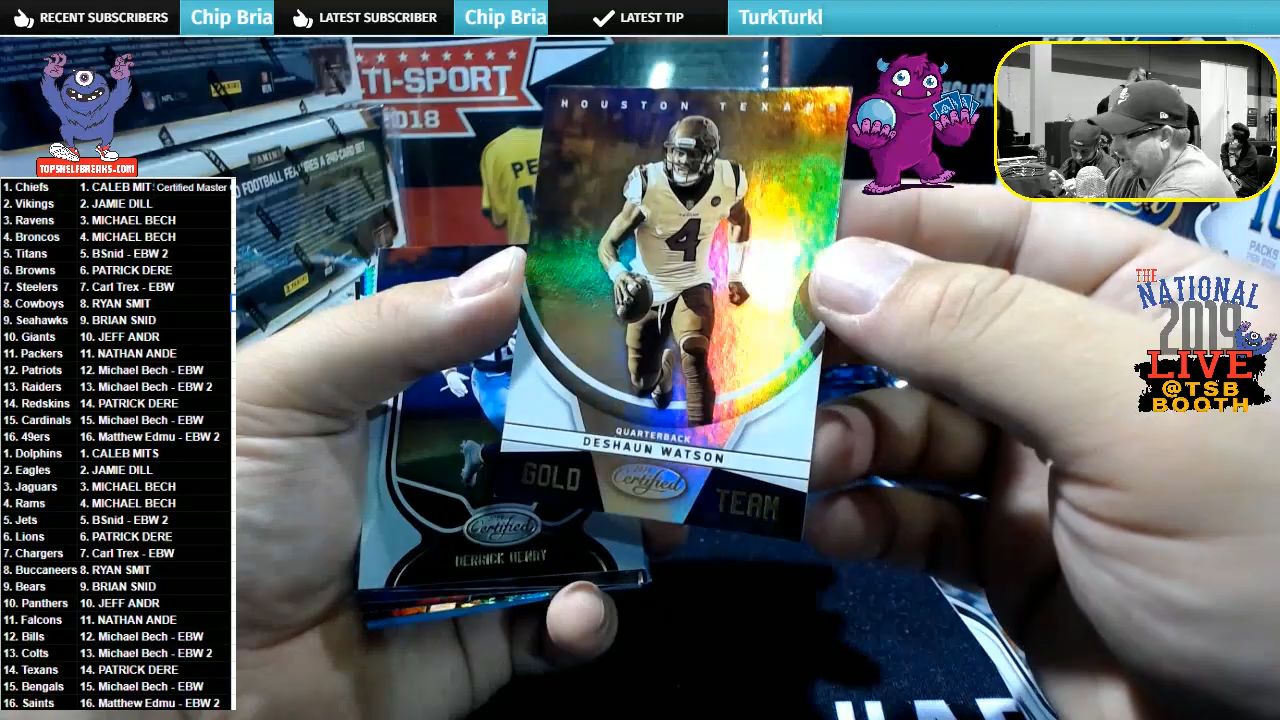 RECENT SUBSCRIBERS
Chip Bria
LATEST SUBSCRIBER
Chip Bria
LATEST TIP
TurkTurkl
TI-SPORT
2018
PANINI
TOPSHELFBREAKS.COM
1. Chiefs 1. CALEB MIT: Certified Master
2. Vikings 2. JAMIE DILL
3. Ravens 3. MICHAEL BECH
4. Broncos 4. MICHAEL BECH
5. Titans 5. BSnid - EBW 2
6. Browns 6. PATRICK DERE
7. Steelers 7. Carl Trex - EBW
8. Cowboys 8. RYAN SMIT
9. Seahawks 9. BRIAN SNID
10. Giants 10. JEFF ANDR
11. Packers 11. NATHAN ANDE
12. Patriots 12. Michael Bech - EBW
13. Raiders 13. Michael Bech - EBW 2
14. Redskins 14. PATRICK DERE
15. Cardinals 15. Michael Bech - EBW
16. 49ers 16. Matthew Edmu - EBW 2
1. Dolphins 1. CALEB MITS
2. Eagles 2. JAMIE DILL
3. Jaguars 3. MICHAEL BECH
4. Rams 4. MICHAEL BECH
5. Jets 5. BSnid - EBW 2
6. Lions 6. PATRICK DERE
7. Chargers 7. Carl Trex - EBW
8. Buccaneers 8. RYAN SMIT
9. Bears 9. BRIAN SNID
10. Panthers 10. JEFF ANDR
11. Falcons 11. NATHAN ANDE
12. Bills 12. Michael Bech - EBW
13. Colts 13. Michael Bech - EBW 2
14. Texans 14. PATRICK DERE
15. Bengals 15. Michael Bech - EBW
16. Saints 16. Matthew Edmu - EBW 2
HOUSTON TEXANS
4
QUARTERBACK
DESHAUN WATSON
GOLD
Certified
TEAM
Certified
DERRICK HENRY
THE
NATIONAL
2019
LIVE
@TSB
BOOTH
PACKS
PER BOX